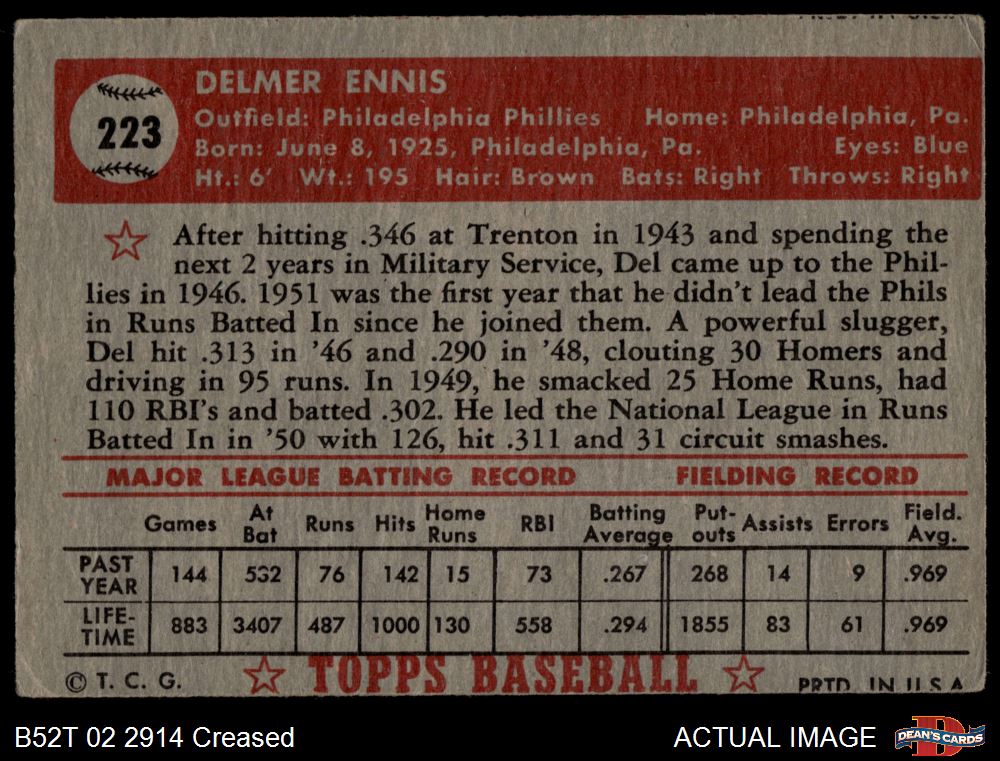 223
DELMER ENNIS
Outfield: Philadelphia Phillies Home: Philadelphia, Pa.
Born: June 8, 1925, Philadelphia, Pa. Eyes: Blue
Ht.: 6' Wt.: 195 Hair: Brown Bats: Right Throws: Right
After hitting .346 at Trenton in 1943 and spending the
next 2 years in Military Service, Del came up to the Phil-
lies in 1946. 1951 was the first year that he didn't lead the Phils
in Runs Batted In since he joined them. A powerful slugger,
Del hit .313 in '46 and .290 in '48, clouting 30 Homers and
driving in 95 runs. In 1949, he smacked 25 Home Runs, had
110 RBI's and batted .302. He led the National League in Runs
Batted In in '50 with 126, hit .311 and 31 circuit smashes.
MAJOR LEAGUE BATTING RECORD FIELDING RECORD
Games At Bat Runs Hits Home Runs RBI Batting Average Put-outs Assists Errors Field. Avg.
PAST YEAR 144 532 76 142 15 73 .267 268 14 9 .969
LIFE-TIME 883 3407 487 1000 130 558 .294 1855 83 61 .969
© T. C. G. TOPPS BASEBALL PRTD. IN U.S.A.
B52T 02 2914 Creased ACTUAL IMAGE DEAN'S CARDS